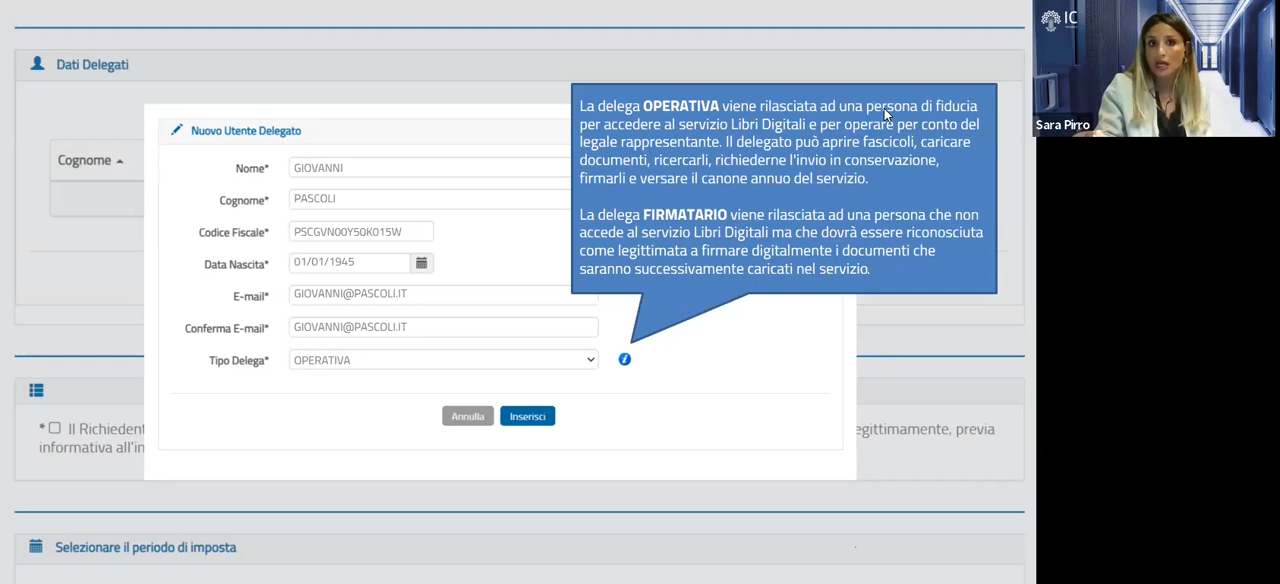 Dati Delegati
Cognome
Nuovo Utente Delegato
Nome* GIOVANNI
Cognome* PASCOLI
Codice Fiscale* PSCGVN00Y50K015W
Data Nascita* 01/01/1945
E-mail* GIOVANNI@PASCOLI.IT
Conferma E-mail* GIOVANNI@PASCOLI.IT
Tipo Delega* OPERATIVA
Annulla Inserisci
La delega OPERATIVA viene rilasciata ad una persona di fiducia
per accedere al servizio Libri Digitali e per operare per conto del
legale rappresentante. Il delegato può aprire fascicoli, caricare
documenti, ricercarli, richiederne l'invio in conservazione,
firmarli e versare il canone annuo del servizio.
La delega FIRMATARIO viene rilasciata ad una persona che non
accede al servizio Libri Digitali ma che dovrà essere riconosciuta
come legittimata a firmare digitalmente i documenti che
saranno successivamente caricati nel servizio.
* Il Richiedent egittimamente, previa
informativa all'in
Selezionare il periodo di imposta
IC
Sara Pirro